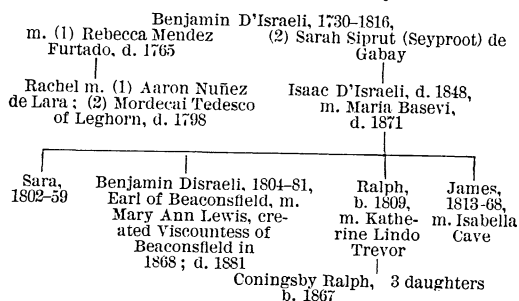 Benjamin D'Israeli, 1730–1816,
m. (1) Rebecca Mendez
Furtado, d. 1765
(2) Sarah Siprut (Seyproot) de
Gabay
Rachel m. (1) Aaron Nuñez
de Lara; (2) Mordecai Tedesco
of Leghorn, d. 1798
Isaac D'Israeli, d. 1848,
m. Maria Basevi,
d. 1871
Sara,
1802–59
Benjamin Disraeli, 1804–81,
Earl of Beaconsfield, m.
Mary Ann Lewis, cre-
ated Viscountess of
Beaconsfield in
1868; d. 1881
Ralph,
b. 1809,
m. Kathe-
rine Lindo
Trevor
James,
1813-68,
m. Isabella
Cave
Coningsby Ralph,
b. 1867
3 daughters